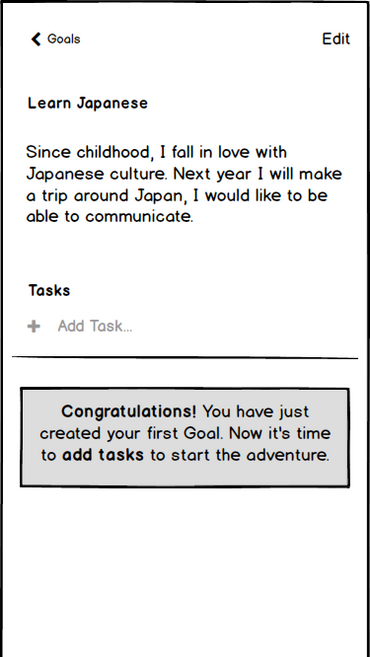 Goals
Edit
Learn Japanese
Since childhood, I fall in love with
Japanese culture. Next year I will make
a trip around Japan, I would like to be
able to communicate.
Tasks
+ Add Task...
Congratulations! You have just
created your first Goal. Now it's time
to add tasks to start the adventure.